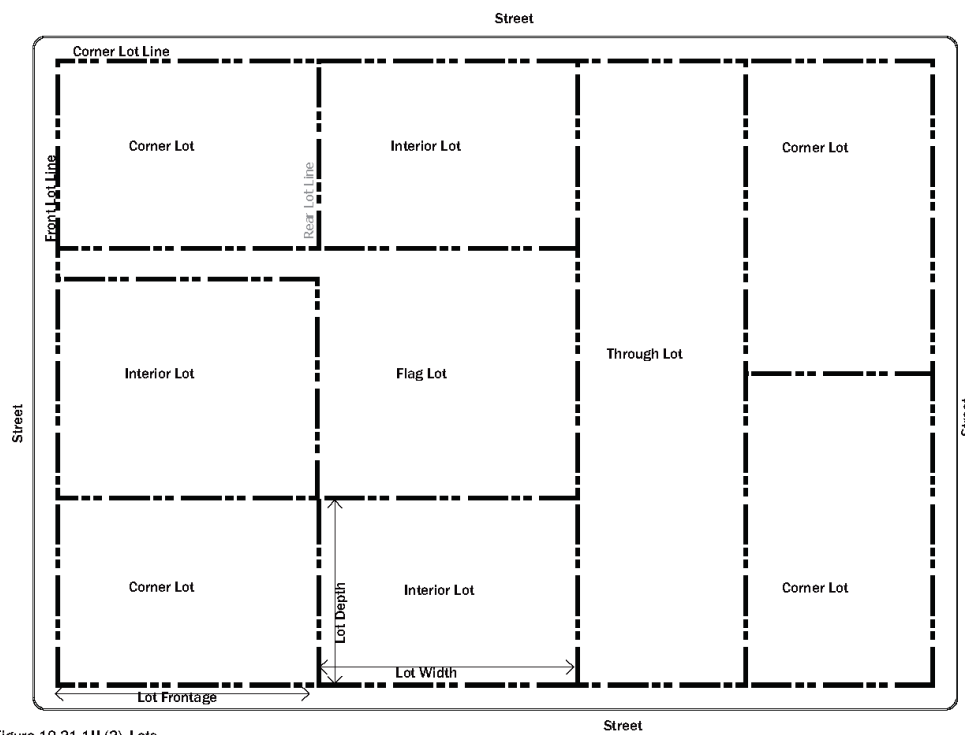 Street
Corner Lot Line
Corner Lot
Interior Lot
Corner Lot
Front Lot Line
Rear Lot Line
Through Lot
Interior Lot
Flag Lot
Street
Street
Corner Lot
Interior Lot
Corner Lot
Lot Depth
Lot Width
Lot Frontage
Street